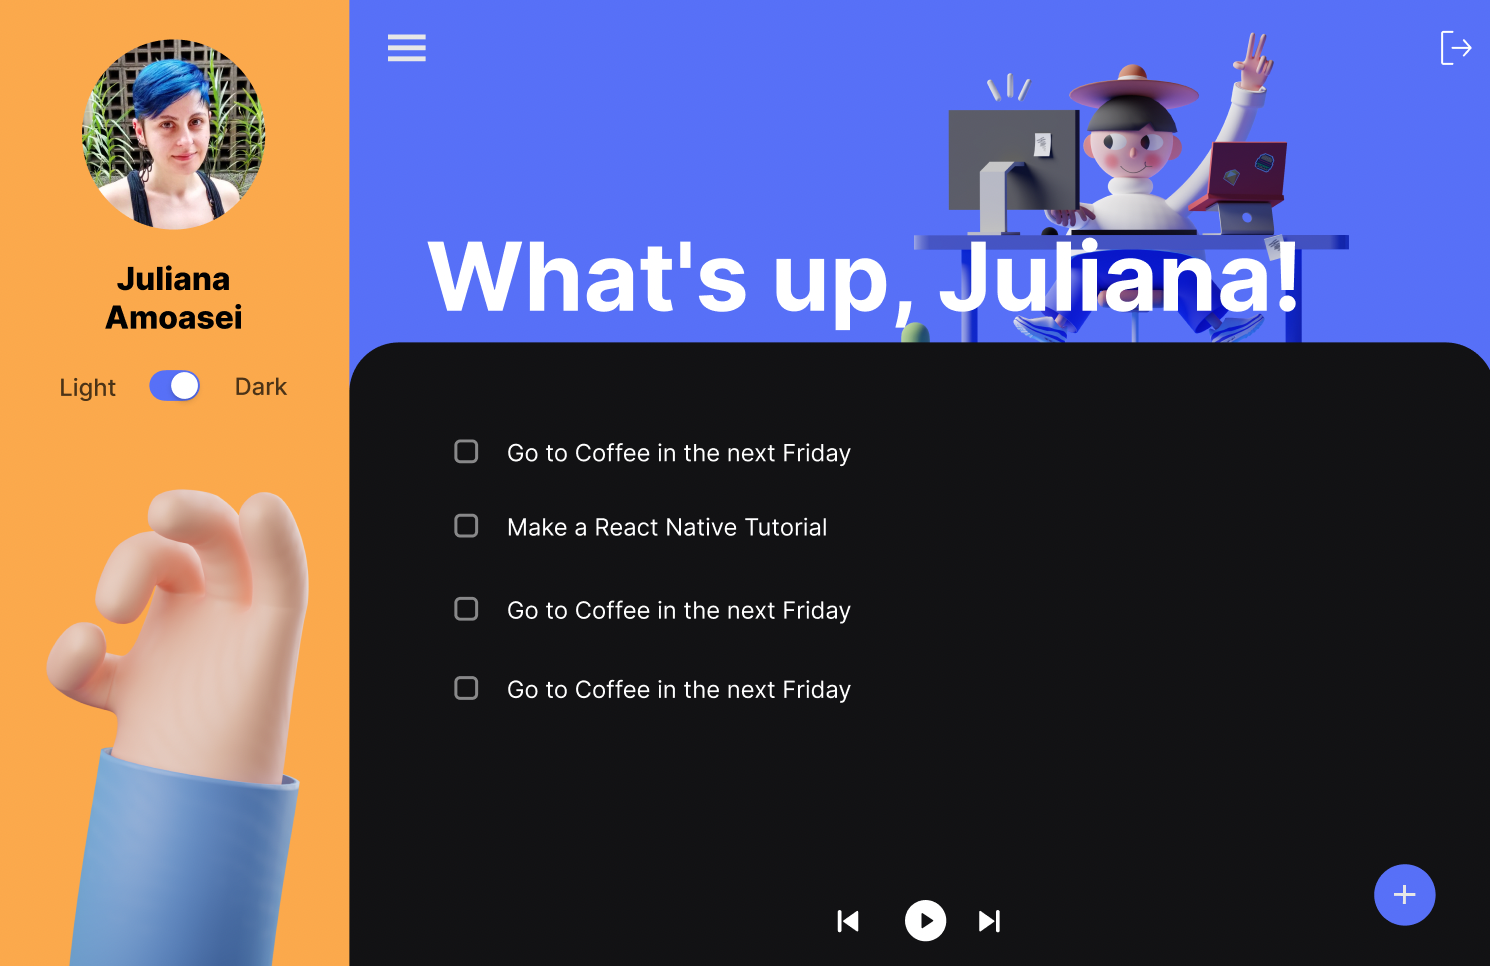 Juliana
Amoasei
Light
Dark
What's up, Juliana!
Go to Coffee in the next Friday
Make a React Native Tutorial
Go to Coffee in the next Friday
Go to Coffee in the next Friday